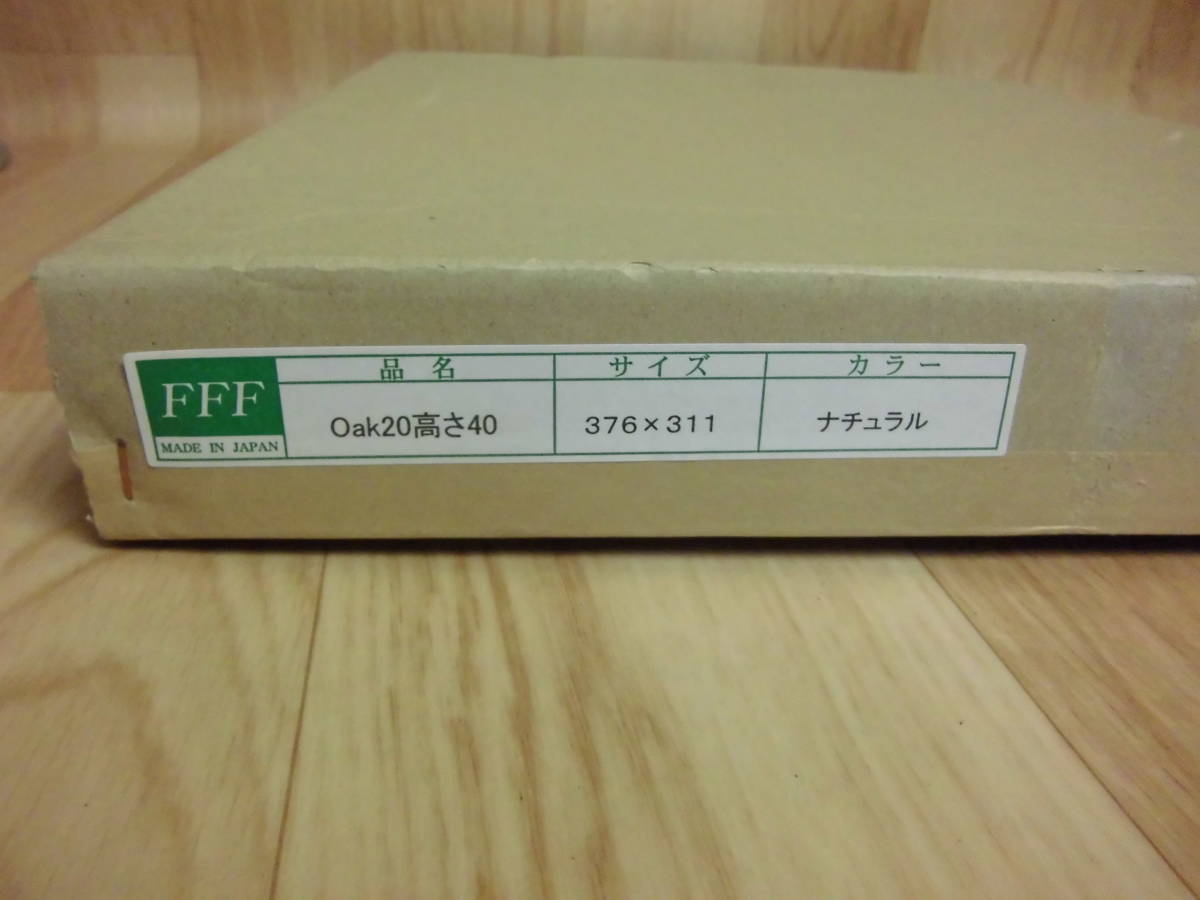 FFF
MADE IN JAPAN
品名 サイズ カラー
Oak20高さ40 376×311 ナチュラル